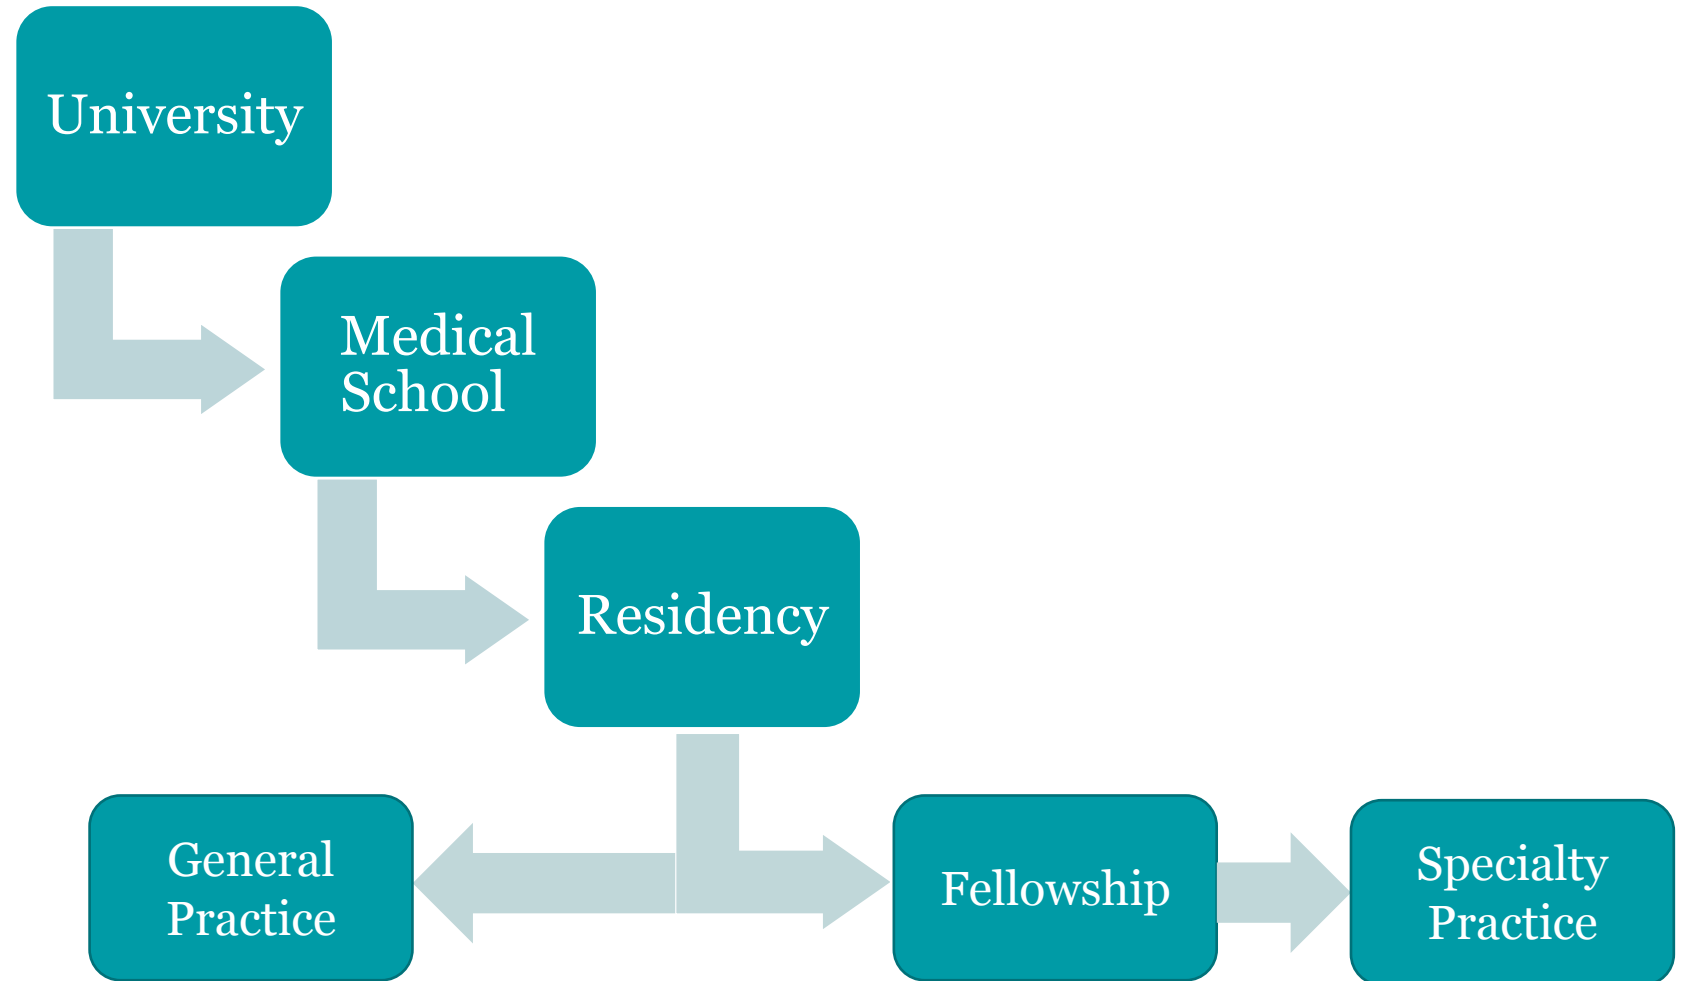 University
Medical
School
Residency
General
Practice
Fellowship
Specialty
Practice